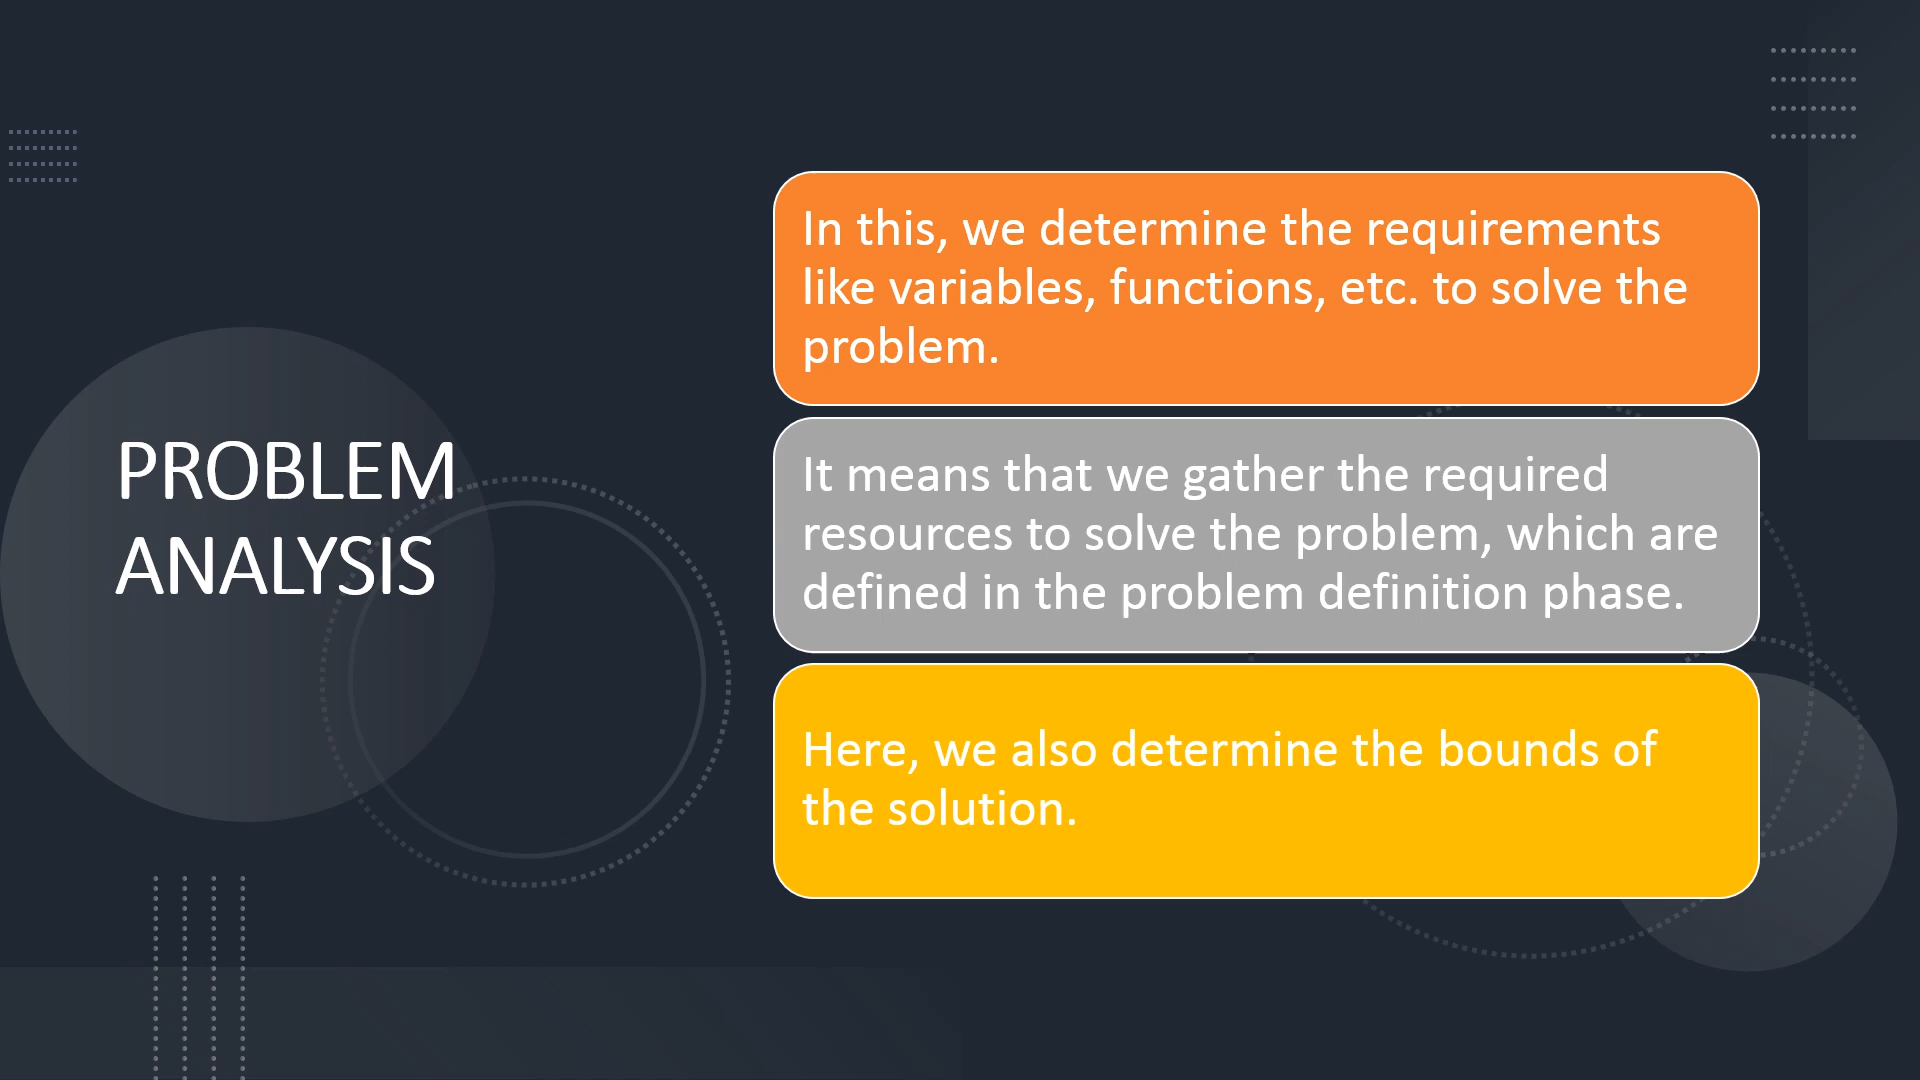 PROBLEM
ANALYSIS
In this, we determine the requirements
like variables, functions, etc. to solve the
problem.
It means that we gather the required
resources to solve the problem, which are
defined in the problem definition phase.
Here, we also determine the bounds of
the solution.